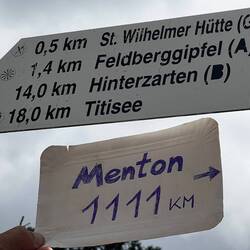 0,5 km St. Wilhelmer Hütte (G
1,4 km Feldberggipfel (A)
14,0 km Hinterzarten (B)
18,0 km Titisee
Menton →
1111 KM